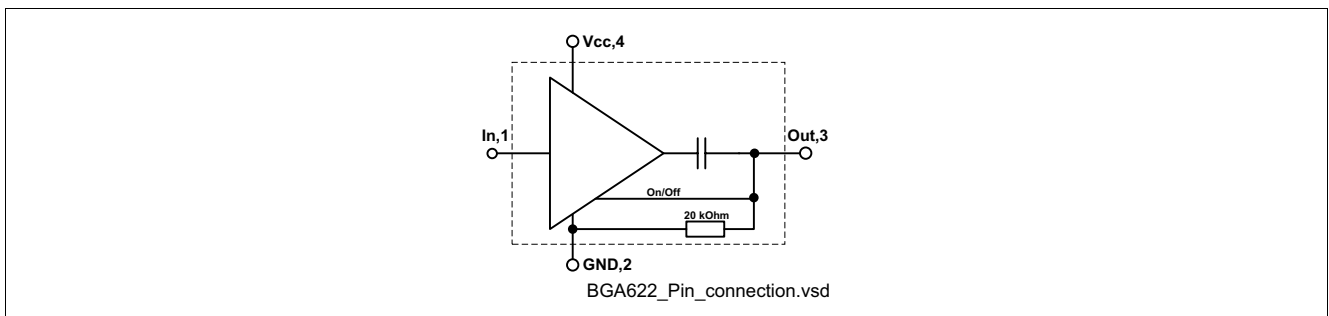 Vcc,4
In,1
Out,3
On/Off
20 kOhm
GND,2
BGA622_Pin_connection.vsd